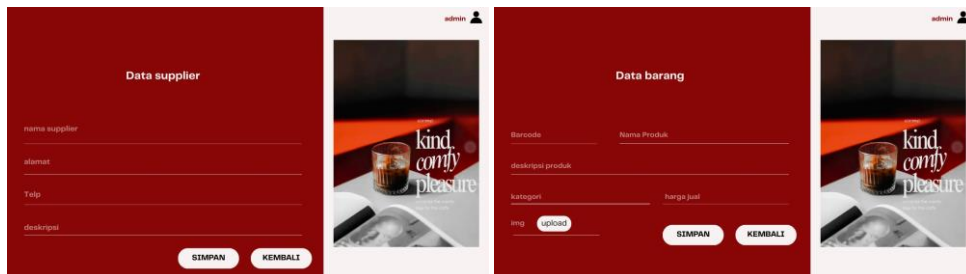 admin
Data supplier
nama supplier
alamat
Telp
deskripsi
SIMPAN KEMBALI
kind,
comfy
pleasure
admin
Data barang
Barcode Nama Produk
deskripsi produk
kategori harga jual
img upload
SIMPAN KEMBALI
kind,
comfy
pleasure